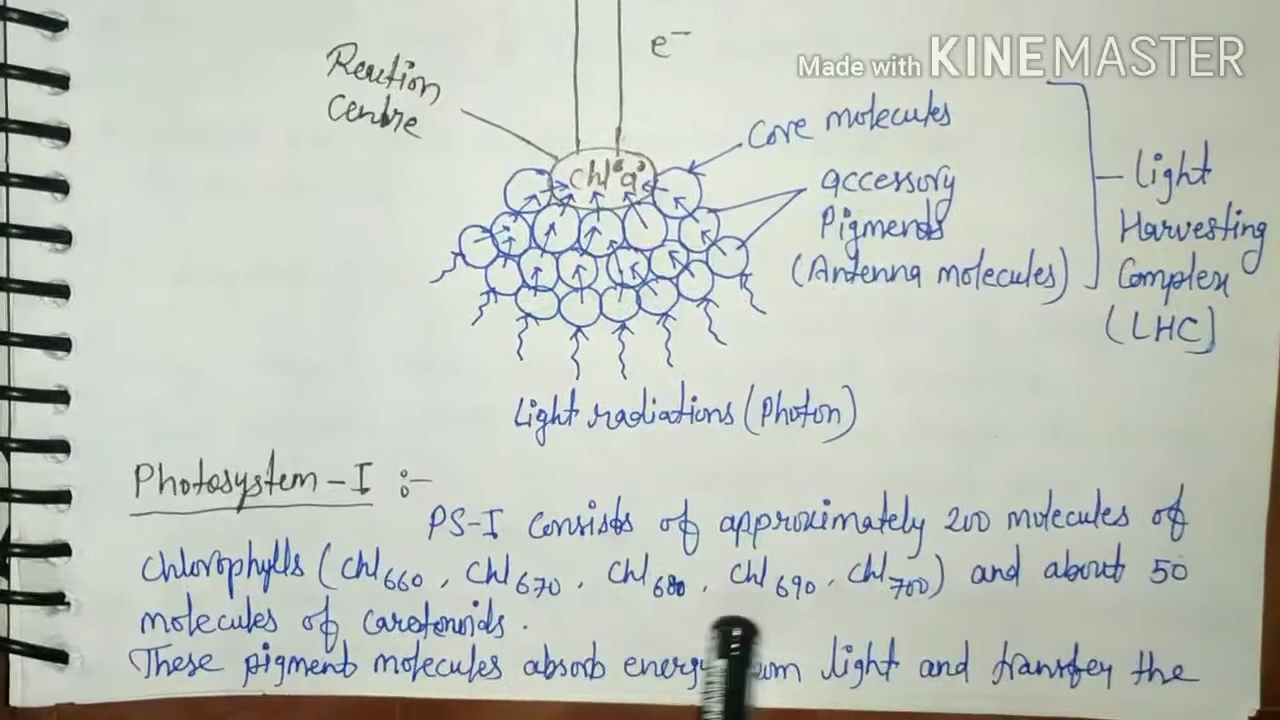 Made with KINEMASTER
e⁻
Reaction
Centre
chl 'a'
Core molecules
accessory
Pigments
(Antenna molecules)
Light
Harvesting
Complex
(LHC)
Light radiations (Photon)
Photosystem-I :-
PS-I consists of approximately 200 molecules of
chlorophylls (chl660, chl670, chl680, chl690, chl700) and about 50
molecules of carotenoids.
These pigment molecules absorb energy light and transfer the